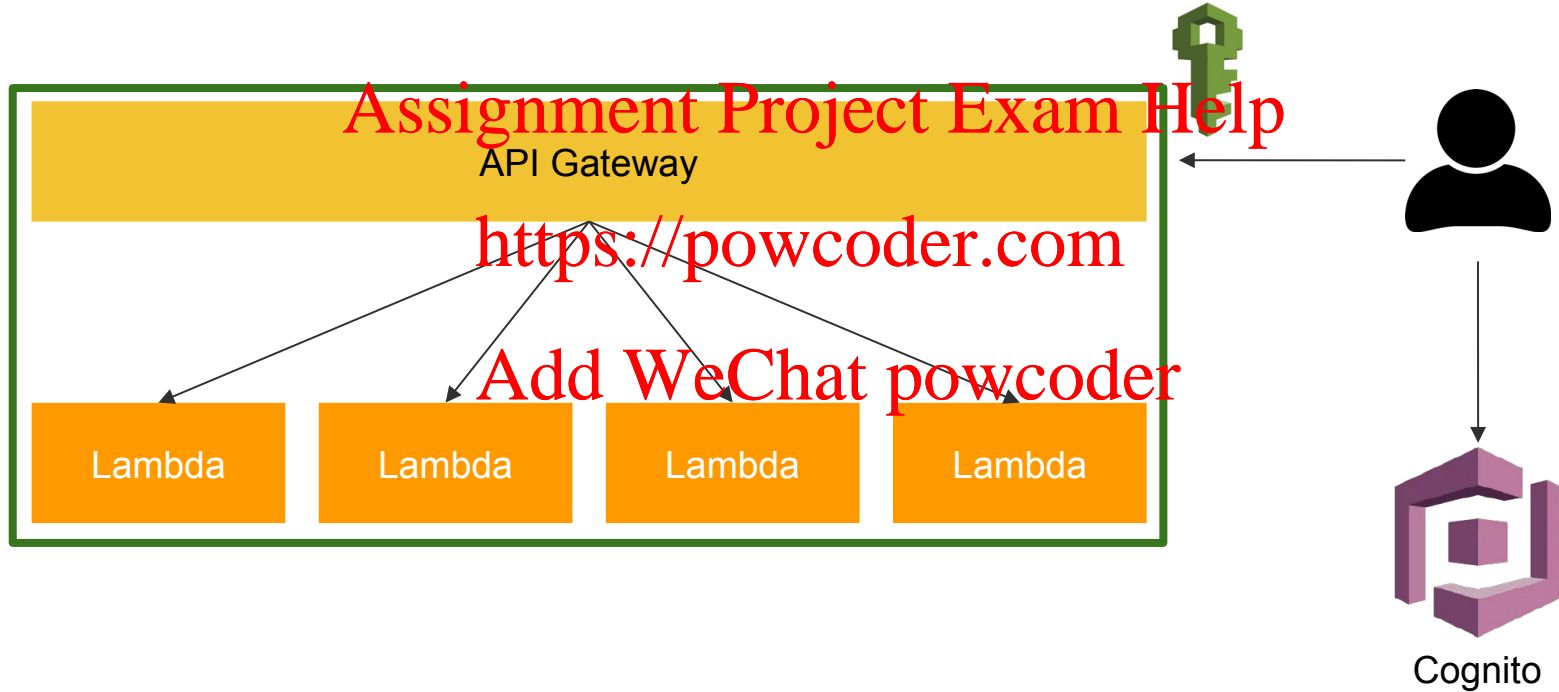 Assignment Project Exam Help
API Gateway
https://powcoder.com
Add WeChat powcoder
Lambda Lambda Lambda Lambda
Cognito